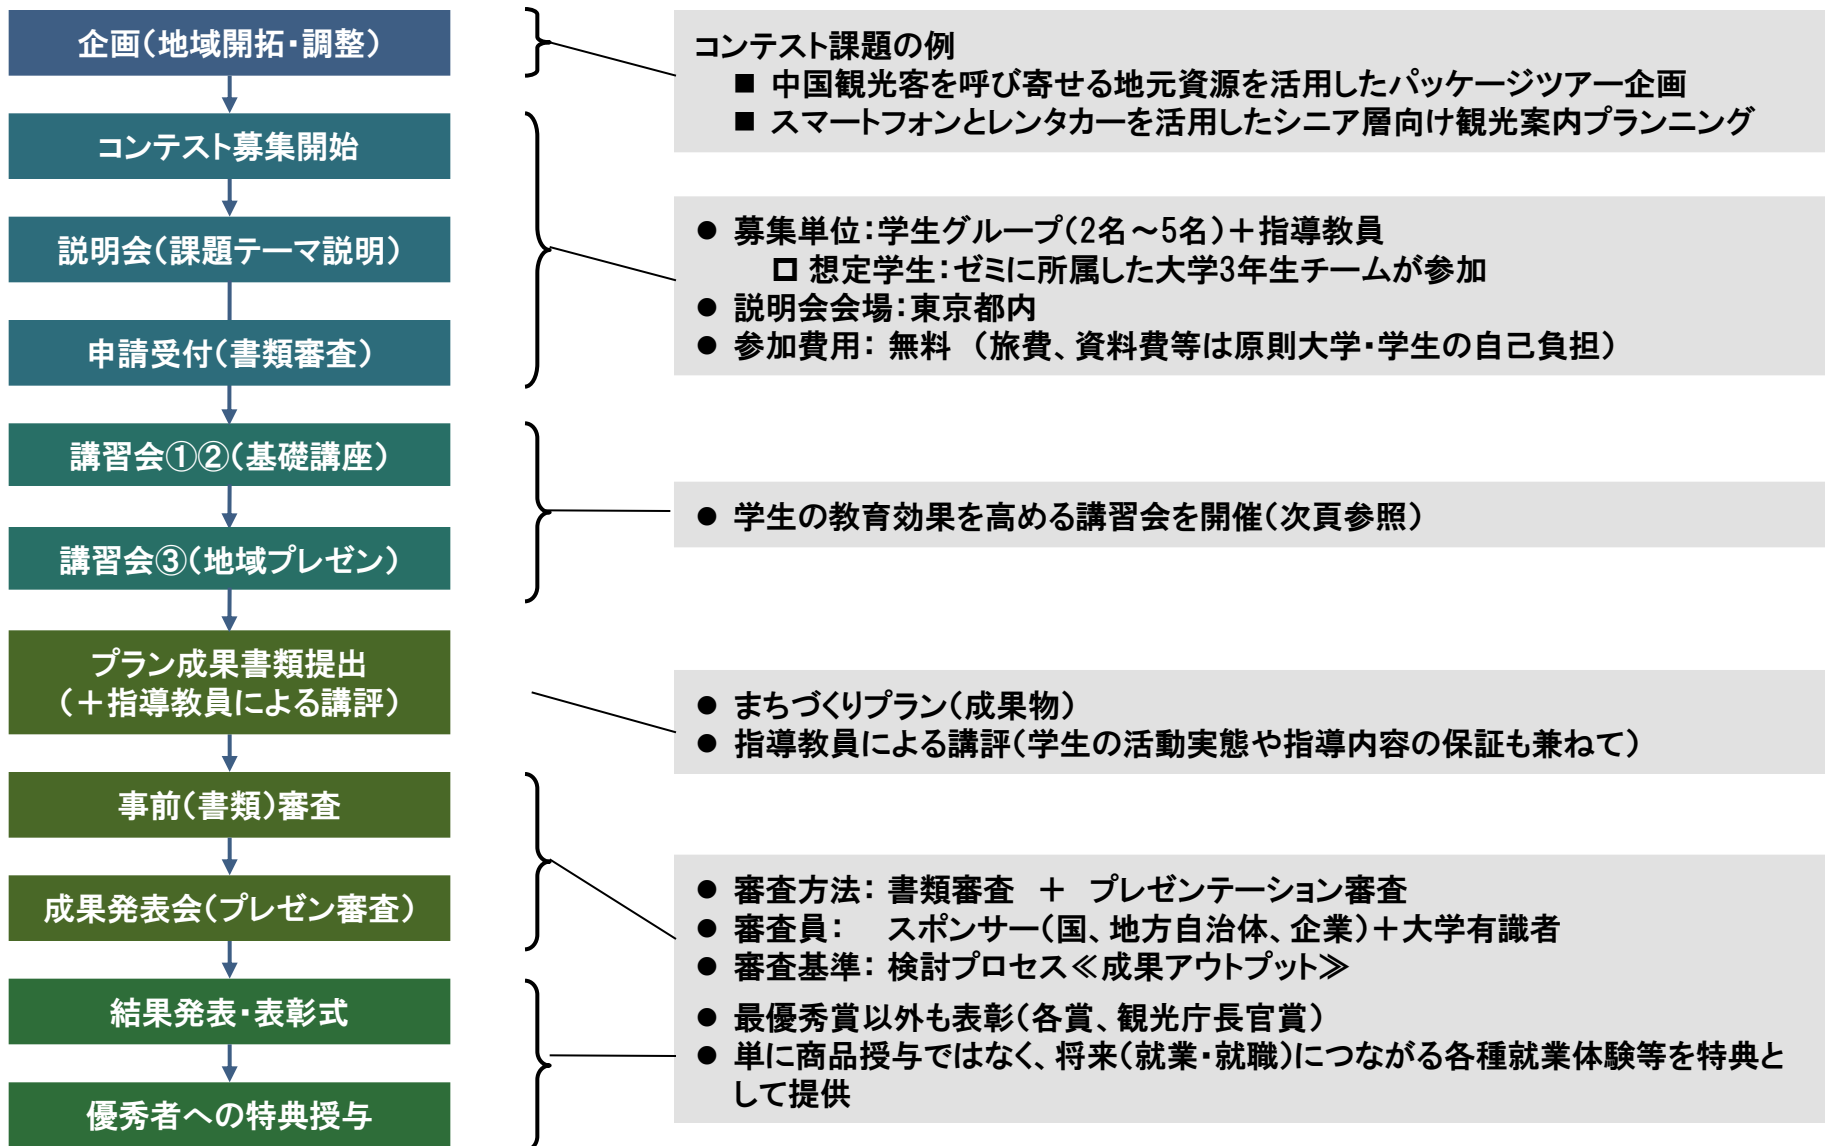 企画(地域開拓・調整)
コンテスト募集開始
説明会(課題テーマ説明)
申請受付(書類審査)
講習会①②(基礎講座)
講習会③(地域プレゼン)
プラン成果書類提出
(＋指導教員による講評)
事前(書類)審査
成果発表会(プレゼン審査)
結果発表・表彰式
優秀者への特典授与
コンテスト課題の例
■ 中国観光客を呼び寄せる地元資源を活用したパッケージツアー企画
■ スマートフォンとレンタカーを活用したシニア層向け観光案内プランニング
● 募集単位：学生グループ(2名～5名)＋指導教員
□ 想定学生：ゼミに所属した大学3年生チームが参加
● 説明会会場：東京都内
● 参加費用： 無料 (旅費、資料費等は原則大学・学生の自己負担)
● 学生の教育効果を高める講習会を開催(次頁参照)
● まちづくりプラン(成果物)
● 指導教員による講評(学生の活動実態や指導内容の保証も兼ねて)
● 審査方法： 書類審査 ＋ プレゼンテーション審査
● 審査員： スポンサー(国、地方自治体、企業)＋大学有識者
● 審査基準： 検討プロセス≪成果アウトプット≫
● 最優秀賞以外も表彰(各賞、観光庁長官賞)
● 単に商品授与ではなく、将来(就業・就職)につながる各種就業体験等を特典と
して提供